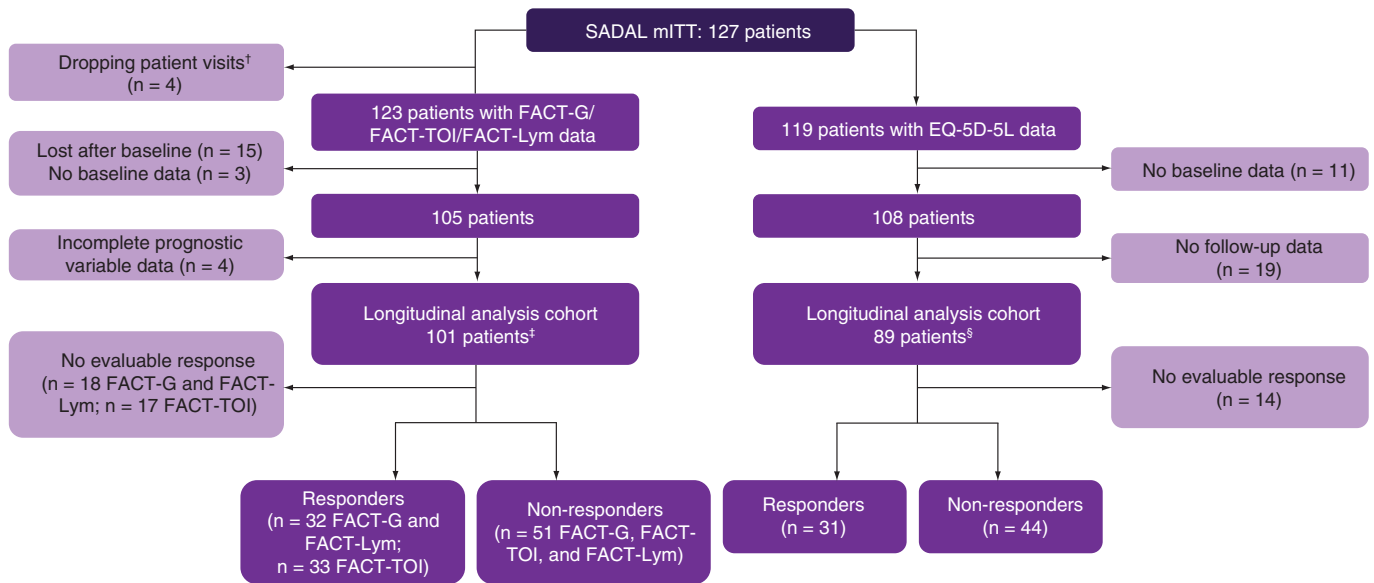 SADAL mITT: 127 patients
Dropping patient visits†
(n = 4)
123 patients with FACT-G/
FACT-TOI/FACT-Lym data
119 patients with EQ-5D-5L data
Lost after baseline (n = 15)
No baseline data (n = 3)
No baseline data (n = 11)
105 patients
108 patients
Incomplete prognostic
variable data (n = 4)
No follow-up data
(n = 19)
Longitudinal analysis cohort
101 patients‡
Longitudinal analysis cohort
89 patients§
No evaluable response
(n = 18 FACT-G and FACT-
Lym; n = 17 FACT-TOI)
No evaluable response
(n = 14)
Responders
(n = 32 FACT-G and
FACT-Lym;
n = 33 FACT-TOI)
Non-responders
(n = 51 FACT-G, FACT-
TOI, and FACT-Lym)
Responders
(n = 31)
Non-responders
(n = 44)